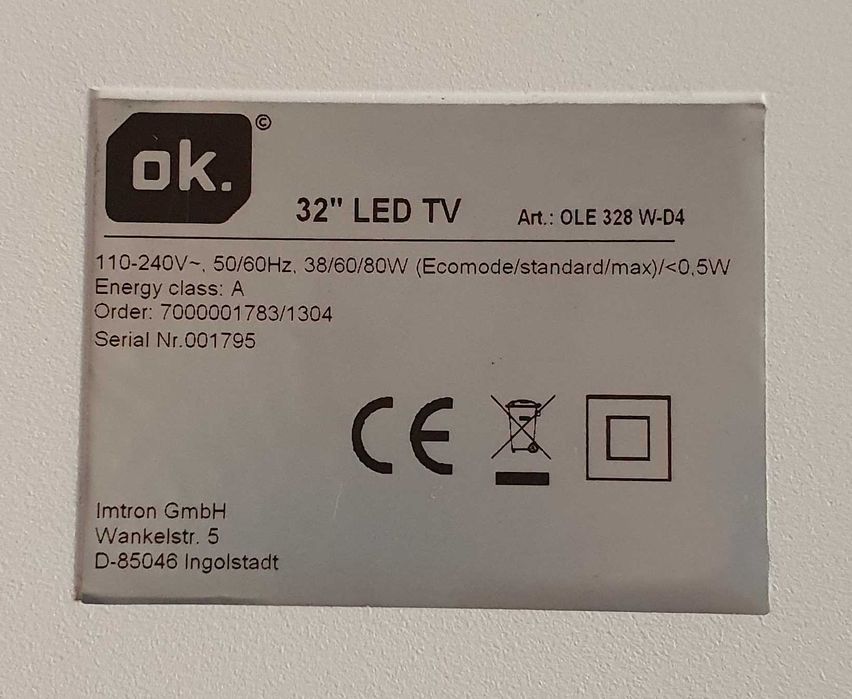 ok. ©
32" LED TV Art.: OLE 328 W-D4
110-240V~, 50/60Hz, 38/60/80W (Ecomode/standard/max)/<0,5W
Energy class: A
Order: 7000001783/1304
Serial Nr.001795
CE
Imtron GmbH
Wankelstr. 5
D-85046 Ingolstadt